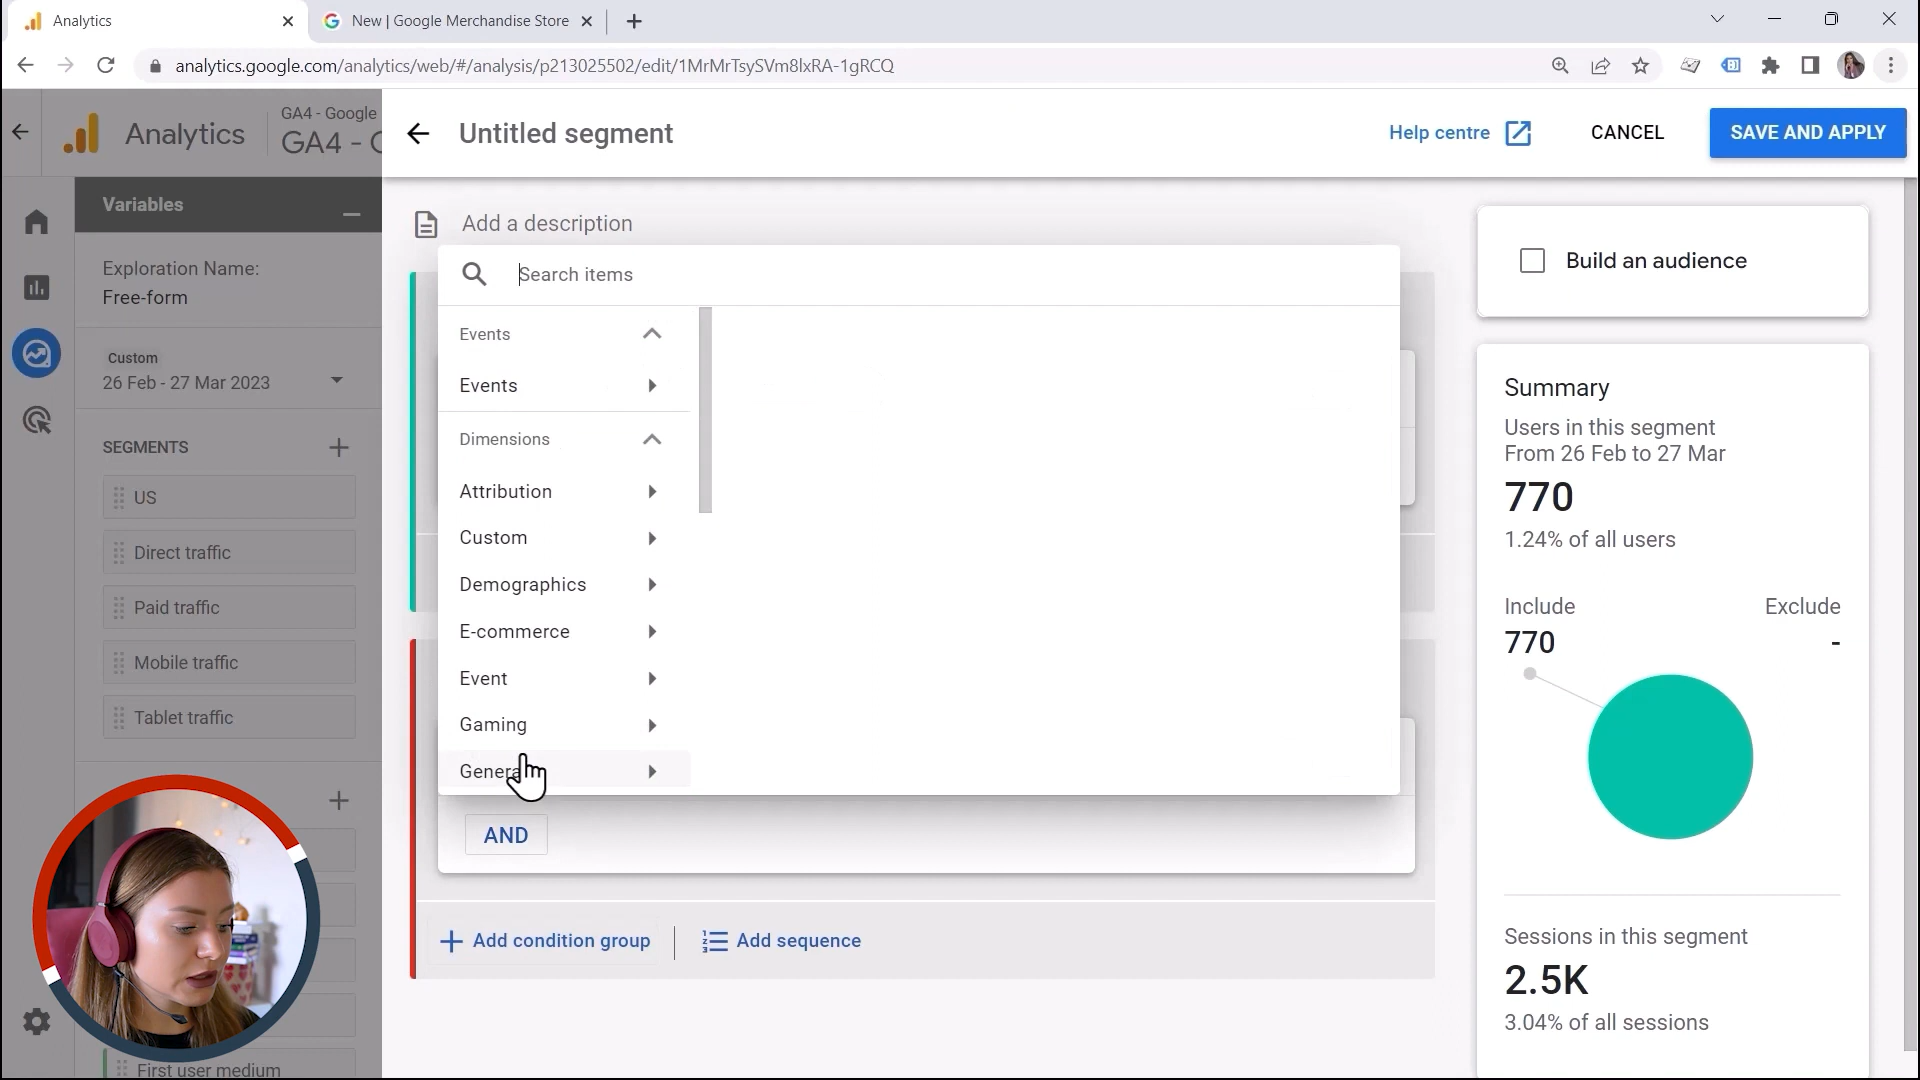 Analytics
New | Google Merchandise Store
analytics.google.com/analytics/web/#/analysis/p213025502/edit/1MrMrTsySVm8lxRA-1gRCQ
Analytics
GA4 - Google
GA4 -
Untitled segment
Help centre
CANCEL
SAVE AND APPLY
Variables
Exploration Name:
Free-form
Custom
26 Feb - 27 Mar 2023
SEGMENTS
US
Direct traffic
Paid traffic
Mobile traffic
Tablet traffic
First user medium
Add a description
Search items
Events
Events
Dimensions
Attribution
Custom
Demographics
E-commerce
Event
Gaming
General
AND
Add condition group
Add sequence
Build an audience
Summary
Users in this segment
From 26 Feb to 27 Mar
770
1.24% of all users
Include
Exclude
770
-
Sessions in this segment
2.5K
3.04% of all sessions